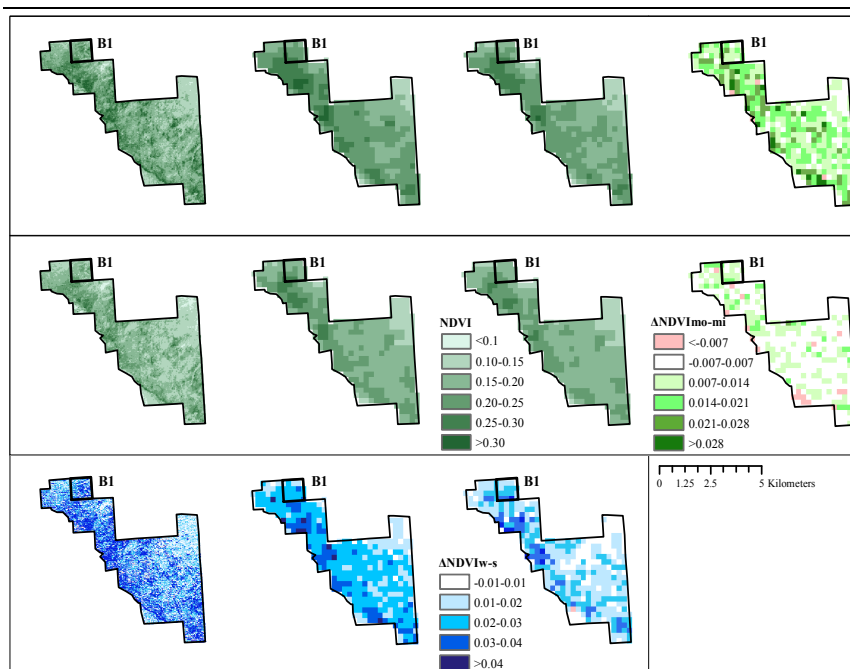 B1
B1
B1
B1
B1
B1
B1
B1
NDVI
<0.1
0.10-0.15
0.15-0.20
0.20-0.25
0.25-0.30
>0.30
ΔNDVImo-mi
<-0.007
-0.007-0.007
0.007-0.014
0.014-0.021
0.021-0.028
>0.028
B1
B1
B1
0 1.25 2.5 5 Kilometers
ΔNDVIw-s
-0.01-0.01
0.01-0.02
0.02-0.03
0.03-0.04
>0.04